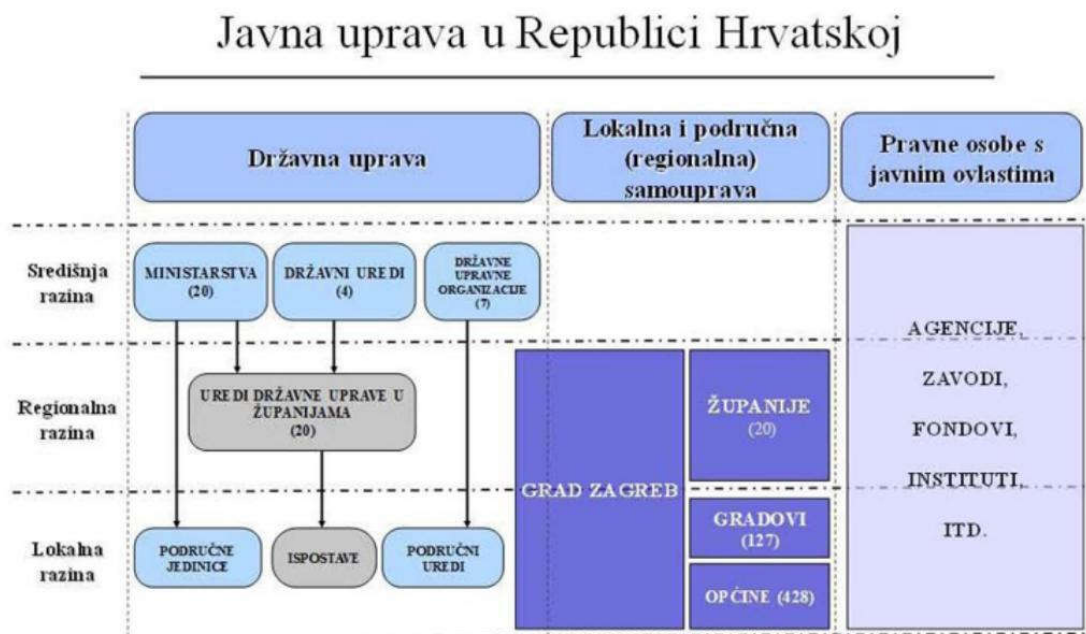 Javna uprava u Republici Hrvatskoj
Državna uprava
Lokalna i područna
(regionalna)
samouprava
Pravne osobe s
javnim ovlastima
Središnja
razina
MINISTARSTVA
(20)
DRŽAVNI UREDI
(4)
DRŽAVNE
UPRAVNE
ORGANIZACIJE
(7)
Regionalna
razina
UREDI DRŽAVNE UPRAVE U
ŽUPANIJAMA
(20)
Lokalna
razina
PODRUČNE
JEDINICE
ISPOSTAVE
PODRUČNI
UREDI
GRAD ZAGREB
ŽUPANIJE
(20)
GRADOVI
(127)
OPĆINE (428)
AGENCIJE,
ZAVODI,
FONDOVI,
INSTITUTI,
ITD.